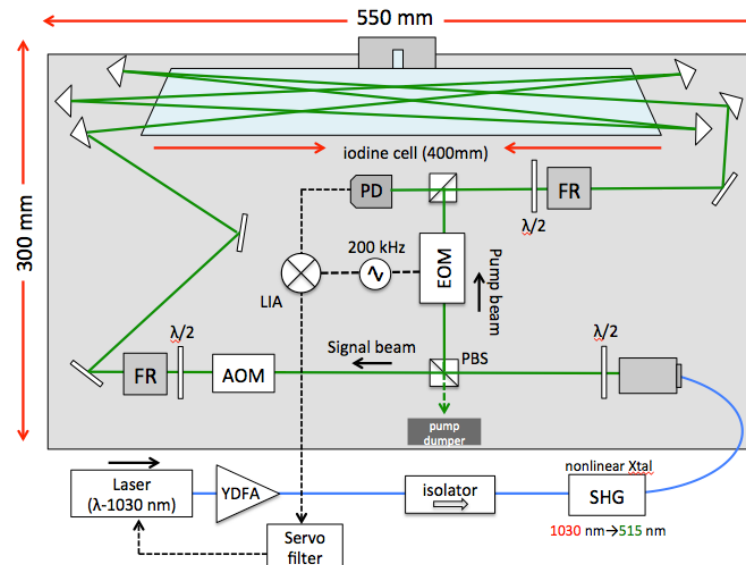 550 mm
300 mm
iodine cell (400mm)
PD
λ/2
FR
200 kHz
LIA
EOM
Pump beam
Signal beam
PBS
λ/2
FR
λ/2
AOM
pump
dumper
Laser
(λ-1030 nm)
YDFA
isolator
nonlinear Xtal
SHG
1030 nm→515 nm
Servo
filter